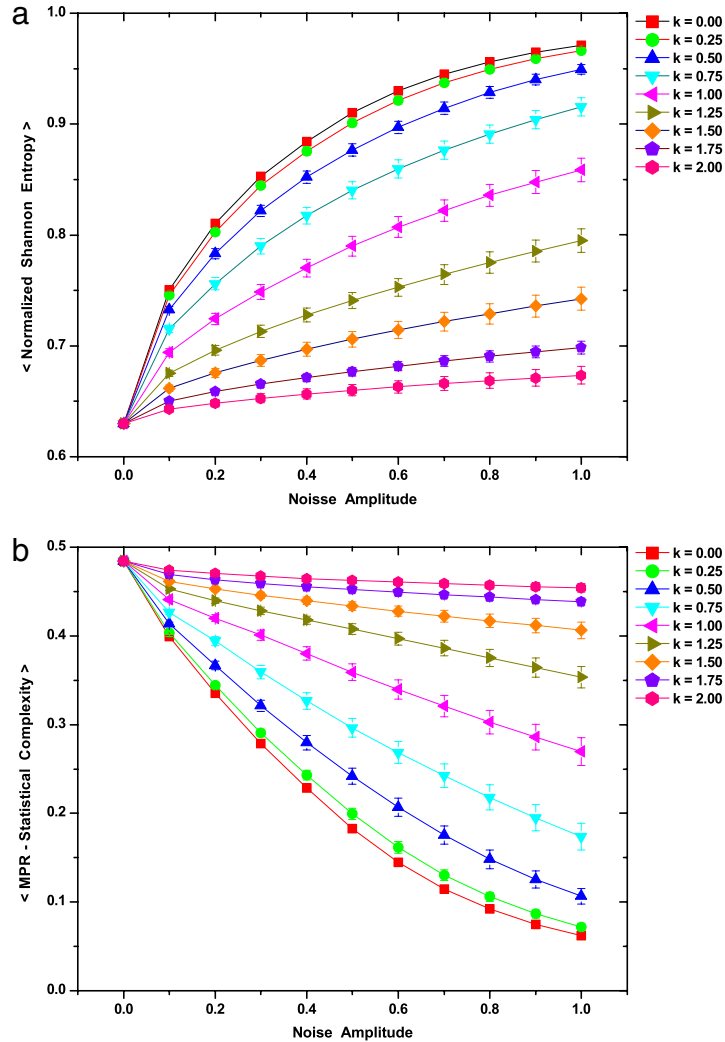 a
1.0
0.9
0.8
0.7
0.6
< Normalized Shannon Entropy >
0.0 0.2 0.4 0.6 0.8 1.0
Noisse Amplitude
k = 0.00
k = 0.25
k = 0.50
k = 0.75
k = 1.00
k = 1.25
k = 1.50
k = 1.75
k = 2.00
b
0.5
0.4
0.3
0.2
0.1
0.0
< MPR - Statistical Complexity >
0.0 0.2 0.4 0.6 0.8 1.0
Noise Amplitude
k = 0.00
k = 0.25
k = 0.50
k = 0.75
k = 1.00
k = 1.25
k = 1.50
k = 1.75
k = 2.00